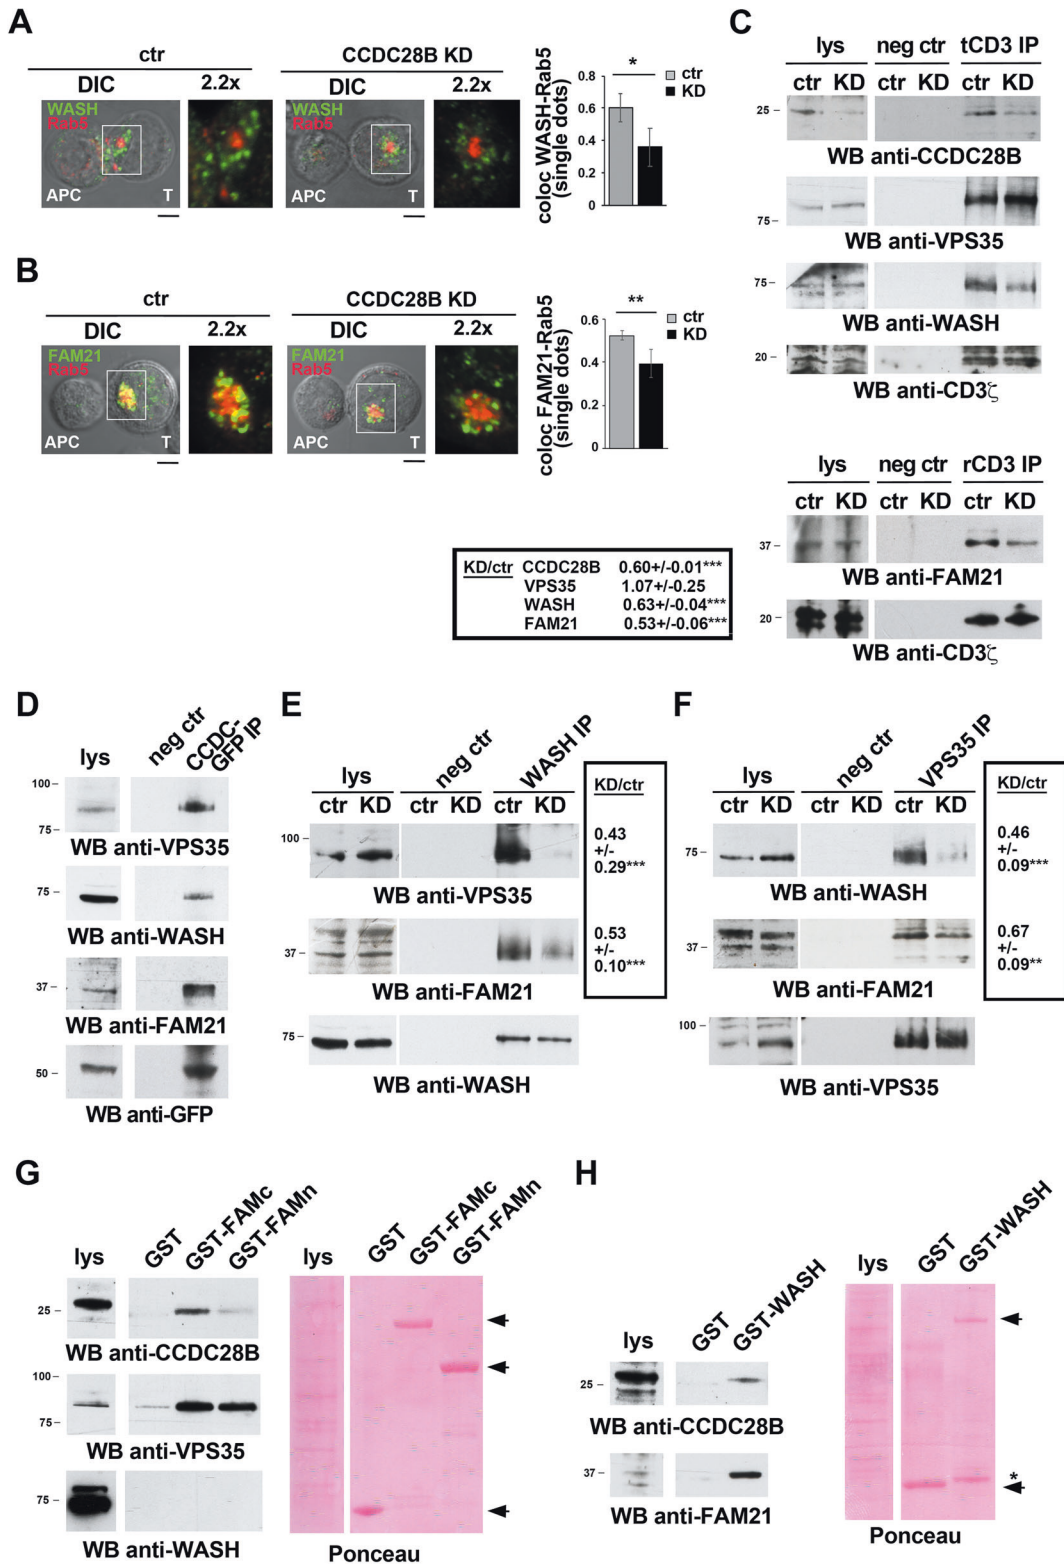 A
ctr
CCDC28B KD
DIC
2.2x
DIC
2.2x
WASH
Rab5
APC
T
WASH
Rab5
APC
T
coloc WASH-Rab5
(single dots)
0.8
0.6
0.4
0.2
0
*
ctr
KD
B
ctr
CCDC28B KD
DIC
2.2x
DIC
2.2x
FAM21
Rab5
APC
T
FAM21
Rab5
APC
T
coloc FAM21-Rab5
(single dots)
0.6
0.4
0.2
0
**
ctr
KD
KD/ctr CCDC28B 0.60+/-0.01***
VPS35 1.07+/-0.25
WASH 0.63+/-0.04***
FAM21 0.53+/-0.06***
C
lys neg ctr tCD3 IP
ctr KD ctr KD ctr KD
25
WB anti-CCDC28B
75
WB anti-VPS35
75
WB anti-WASH
20
WB anti-CD3ζ
lys neg ctr rCD3 IP
ctr KD ctr KD ctr KD
37
WB anti-FAM21
20
WB anti-CD3ζ
D
lys neg ctr CCDC-
GFP IP
100
75
WB anti-VPS35
75
WB anti-WASH
37
WB anti-FAM21
50
WB anti-GFP
E
lys neg ctr WASH IP
ctr KD ctr KD ctr KD
100
WB anti-VPS35
37
WB anti-FAM21
75
WB anti-WASH
KD/ctr
0.43
+/-
0.29***
0.53
+/-
0.10***
F
lys neg ctr VPS35 IP
ctr KD ctr KD ctr KD
75
WB anti-WASH
37
WB anti-FAM21
100
WB anti-VPS35
KD/ctr
0.46
+/-
0.09***
0.67
+/-
0.09**
G
lys GST GST-FAMc GST-FAMn
25
WB anti-CCDC28B
100
75
WB anti-VPS35
75
WB anti-WASH
lys GST GST-FAMc GST-FAMn
Ponceau
H
lys GST GST-WASH
25
WB anti-CCDC28B
37
WB anti-FAM21
lys GST GST-WASH
*
Ponceau